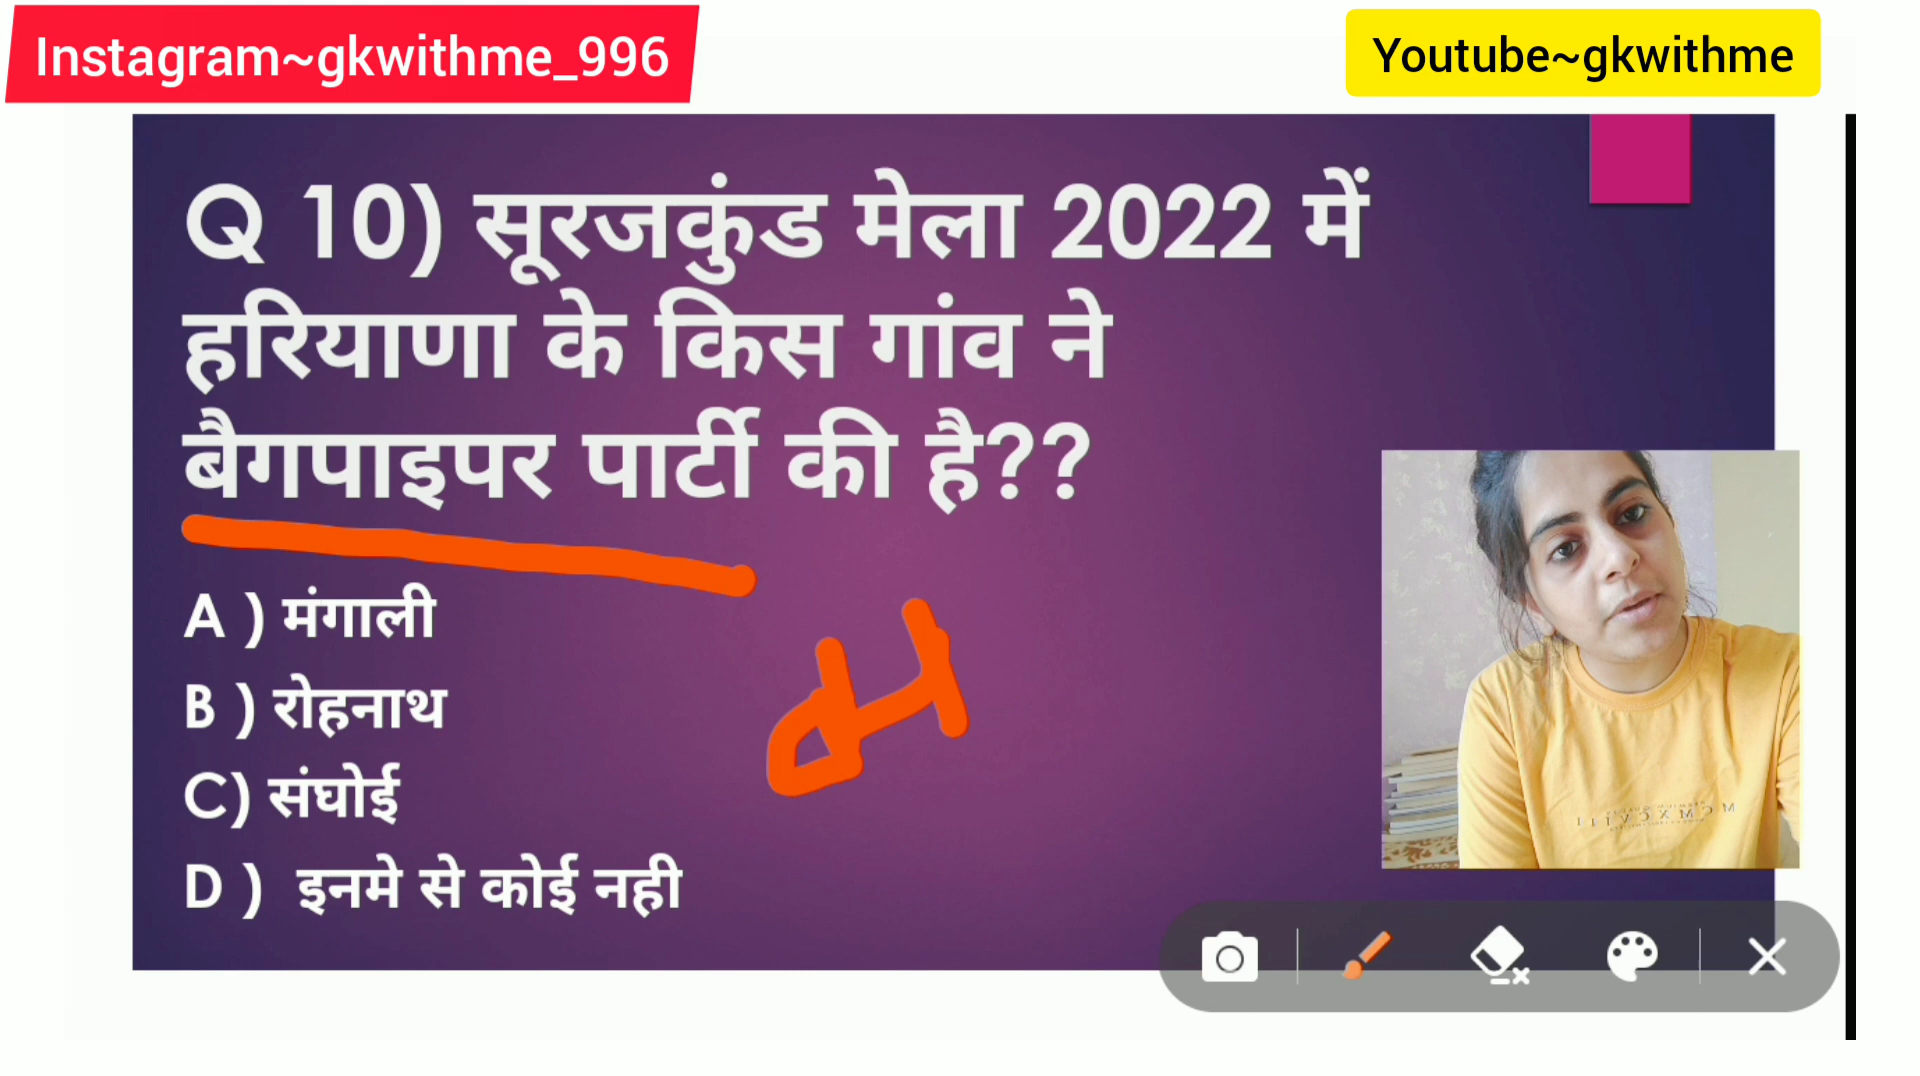 Instagram~gkwithme_996
Youtube~gkwithme
Q 10) सूरजकुंड मेला 2022 में
हरियाणा के किस गांव ने
बैगपाइपर पार्टी की है??
A ) मंगाली
B ) रोहनाथ
C) संघोई
D ) इनमे से कोई नही